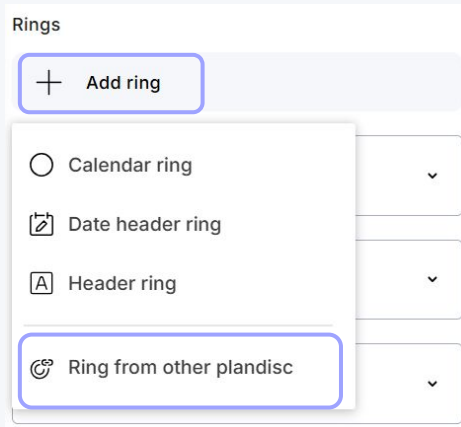 Rings
Add ring
Calendar ring
Date header ring
A Header ring
Ring from other plandisc